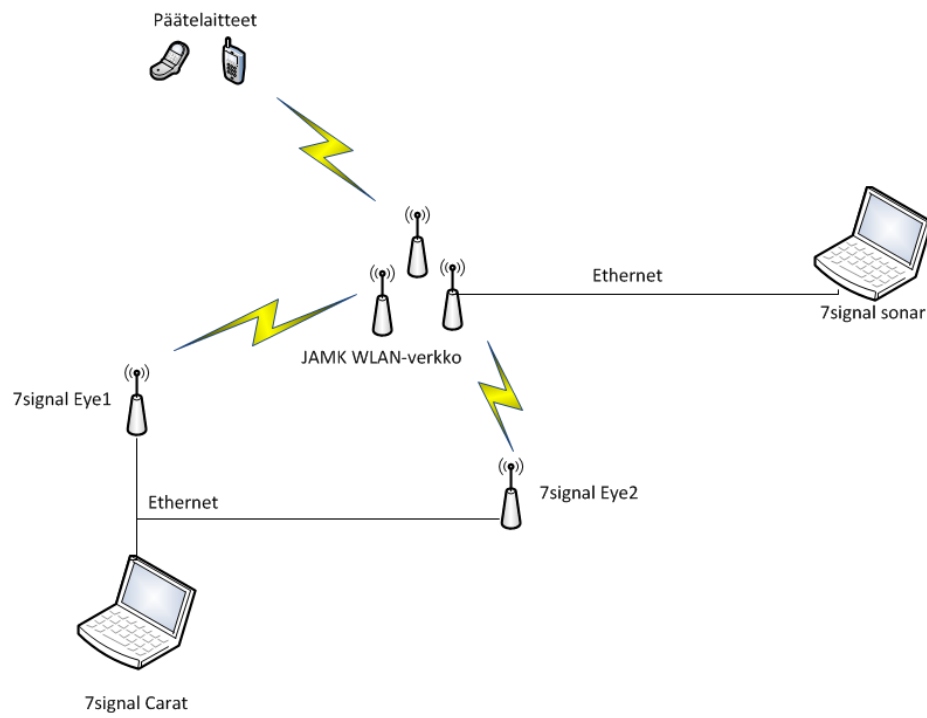 Päätelaitteet
Ethernet
7signal sonar
JAMK WLAN-verkko
7signal Eye1
7signal Eye2
Ethernet
7signal Carat